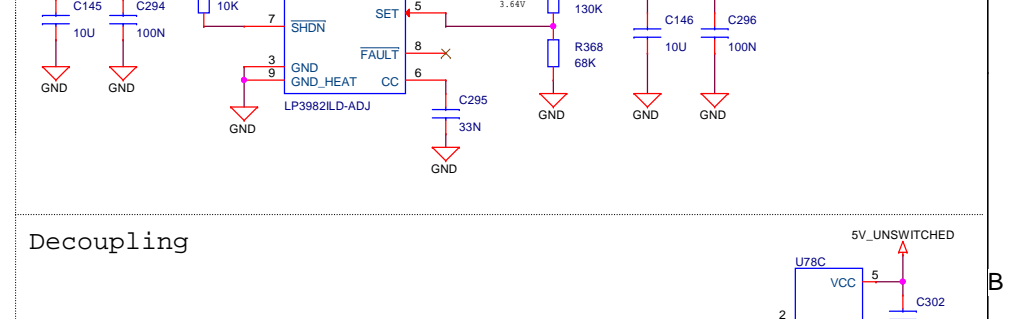 C145
10U
C294
100N
10K
7
SHDN
SET
5
3.64V
130K
R368
68K
C146
10U
C296
100N
FAULT
8
3
GND
9
GND_HEAT
CC
6
LP3982ILD-ADJ
C295
33N
GND
GND
GND
GND
GND
GND
GND
Decoupling
5V_UNSWITCHED
U78C
VCC
5
B
C302
2